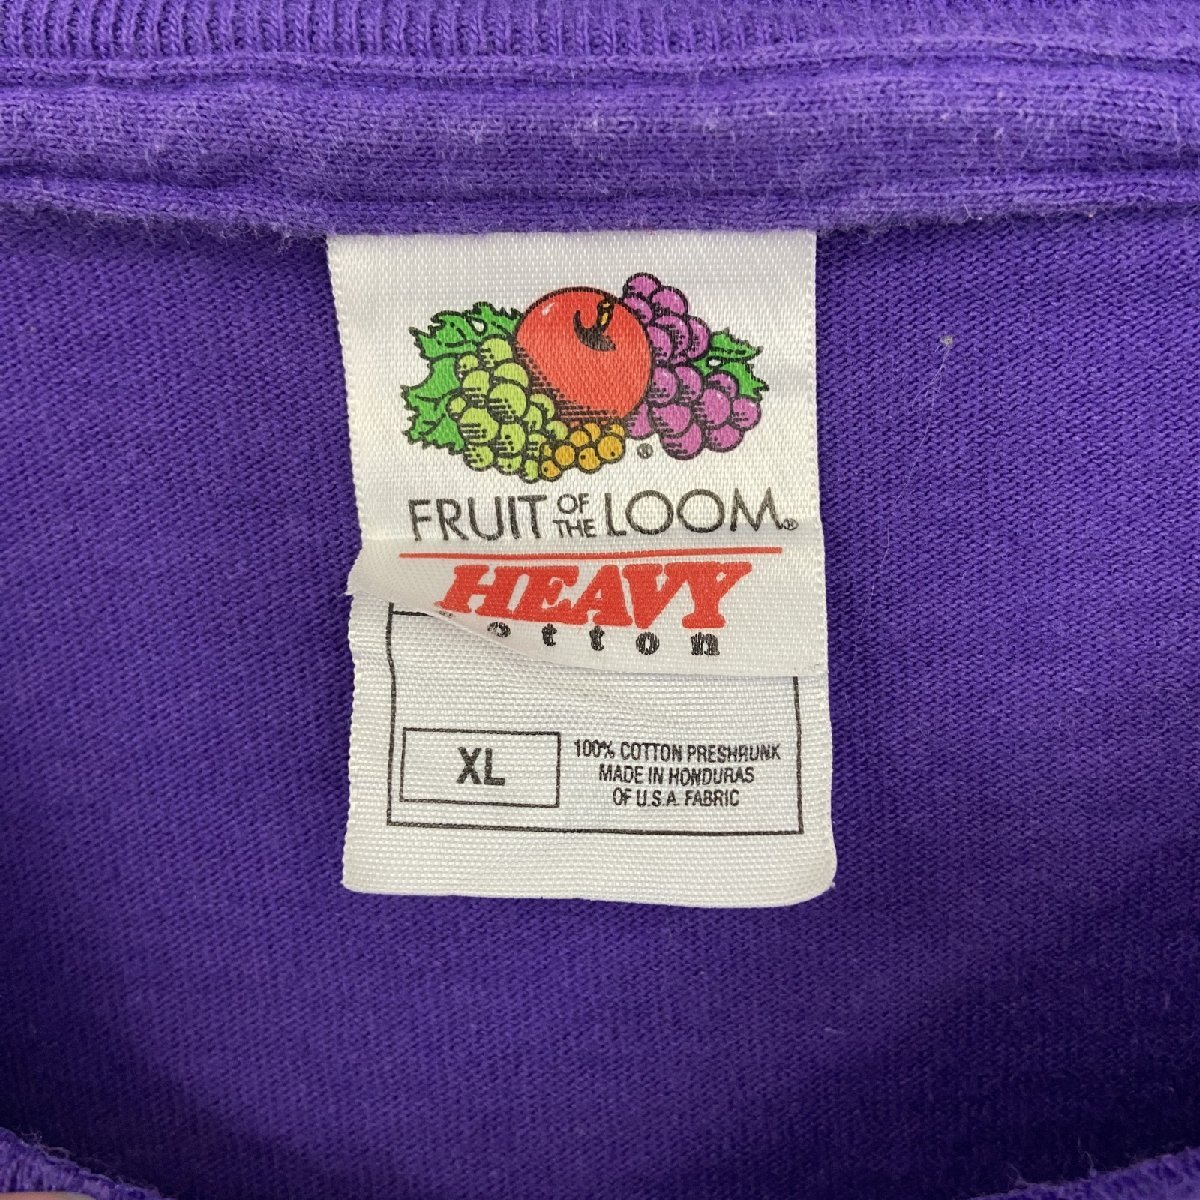 ®
FRUIT OF THE LOOM®
HEAVY
otton
XL
100% COTTON PRESHRUNK
MADE IN HONDURAS
OF U.S.A. FABRIC